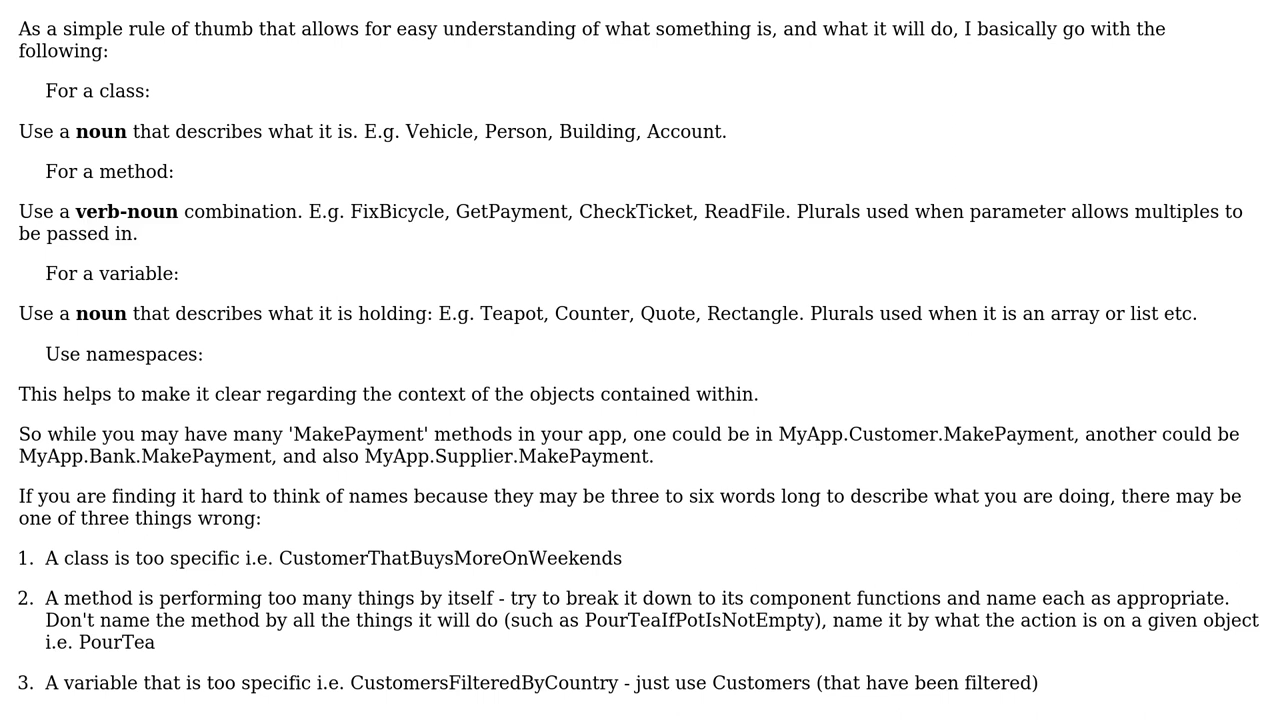 As a simple rule of thumb that allows for easy understanding of what something is, and what it will do, I basically go with the
following:
For a class:
Use a noun that describes what it is. E.g. Vehicle, Person, Building, Account.
For a method:
Use a verb-noun combination. E.g. FixBicycle, GetPayment, CheckTicket, ReadFile. Plurals used when parameter allows multiples to
be passed in.
For a variable:
Use a noun that describes what it is holding: E.g. Teapot, Counter, Quote, Rectangle. Plurals used when it is an array or list etc.
Use namespaces:
This helps to make it clear regarding the context of the objects contained within.
So while you may have many 'MakePayment' methods in your app, one could be in MyApp.Customer.MakePayment, another could be
MyApp.Bank.MakePayment, and also MyApp.Supplier.MakePayment.
If you are finding it hard to think of names because they may be three to six words long to describe what you are doing, there may be
one of three things wrong:
1. A class is too specific i.e. CustomerThatBuysMoreOnWeekends
2. A method is performing too many things by itself - try to break it down to its component functions and name each as appropriate.
Don't name the method by all the things it will do (such as PourTeaIfPotIsNotEmpty), name it by what the action is on a given object
i.e. PourTea
3. A variable that is too specific i.e. CustomersFilteredByCountry - just use Customers (that have been filtered)